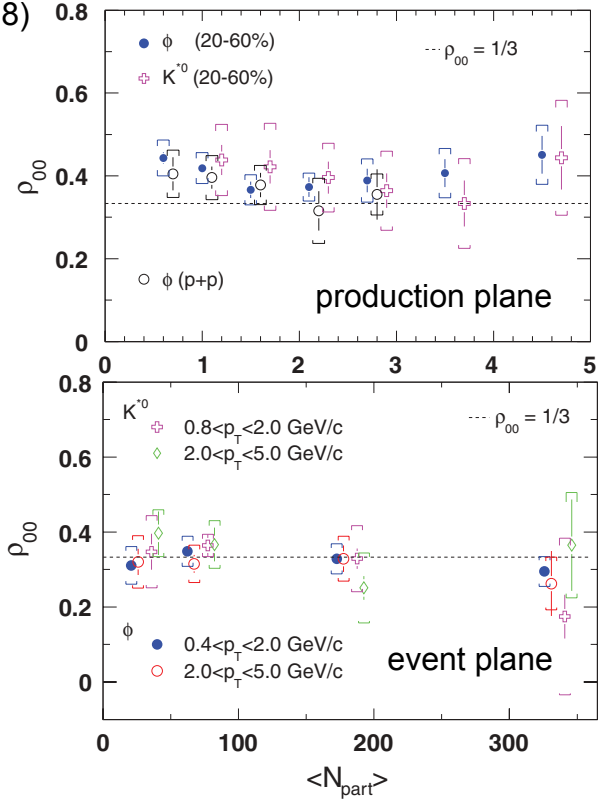 8)
0.8
φ (20-60%)
K*0 (20-60%)
ρ00 = 1/3
0.6
ρ00
0.4
0.2
φ (p+p)
production plane
0
0 1 2 3 4 5
0.8
K*0
0.8<pT<2.0 GeV/c
2.0<pT<5.0 GeV/c
ρ00 = 1/3
0.6
ρ00
0.4
0.2
φ
0.4<pT<2.0 GeV/c
2.0<pT<5.0 GeV/c
event plane
0
0 100 200 300
<Npart>